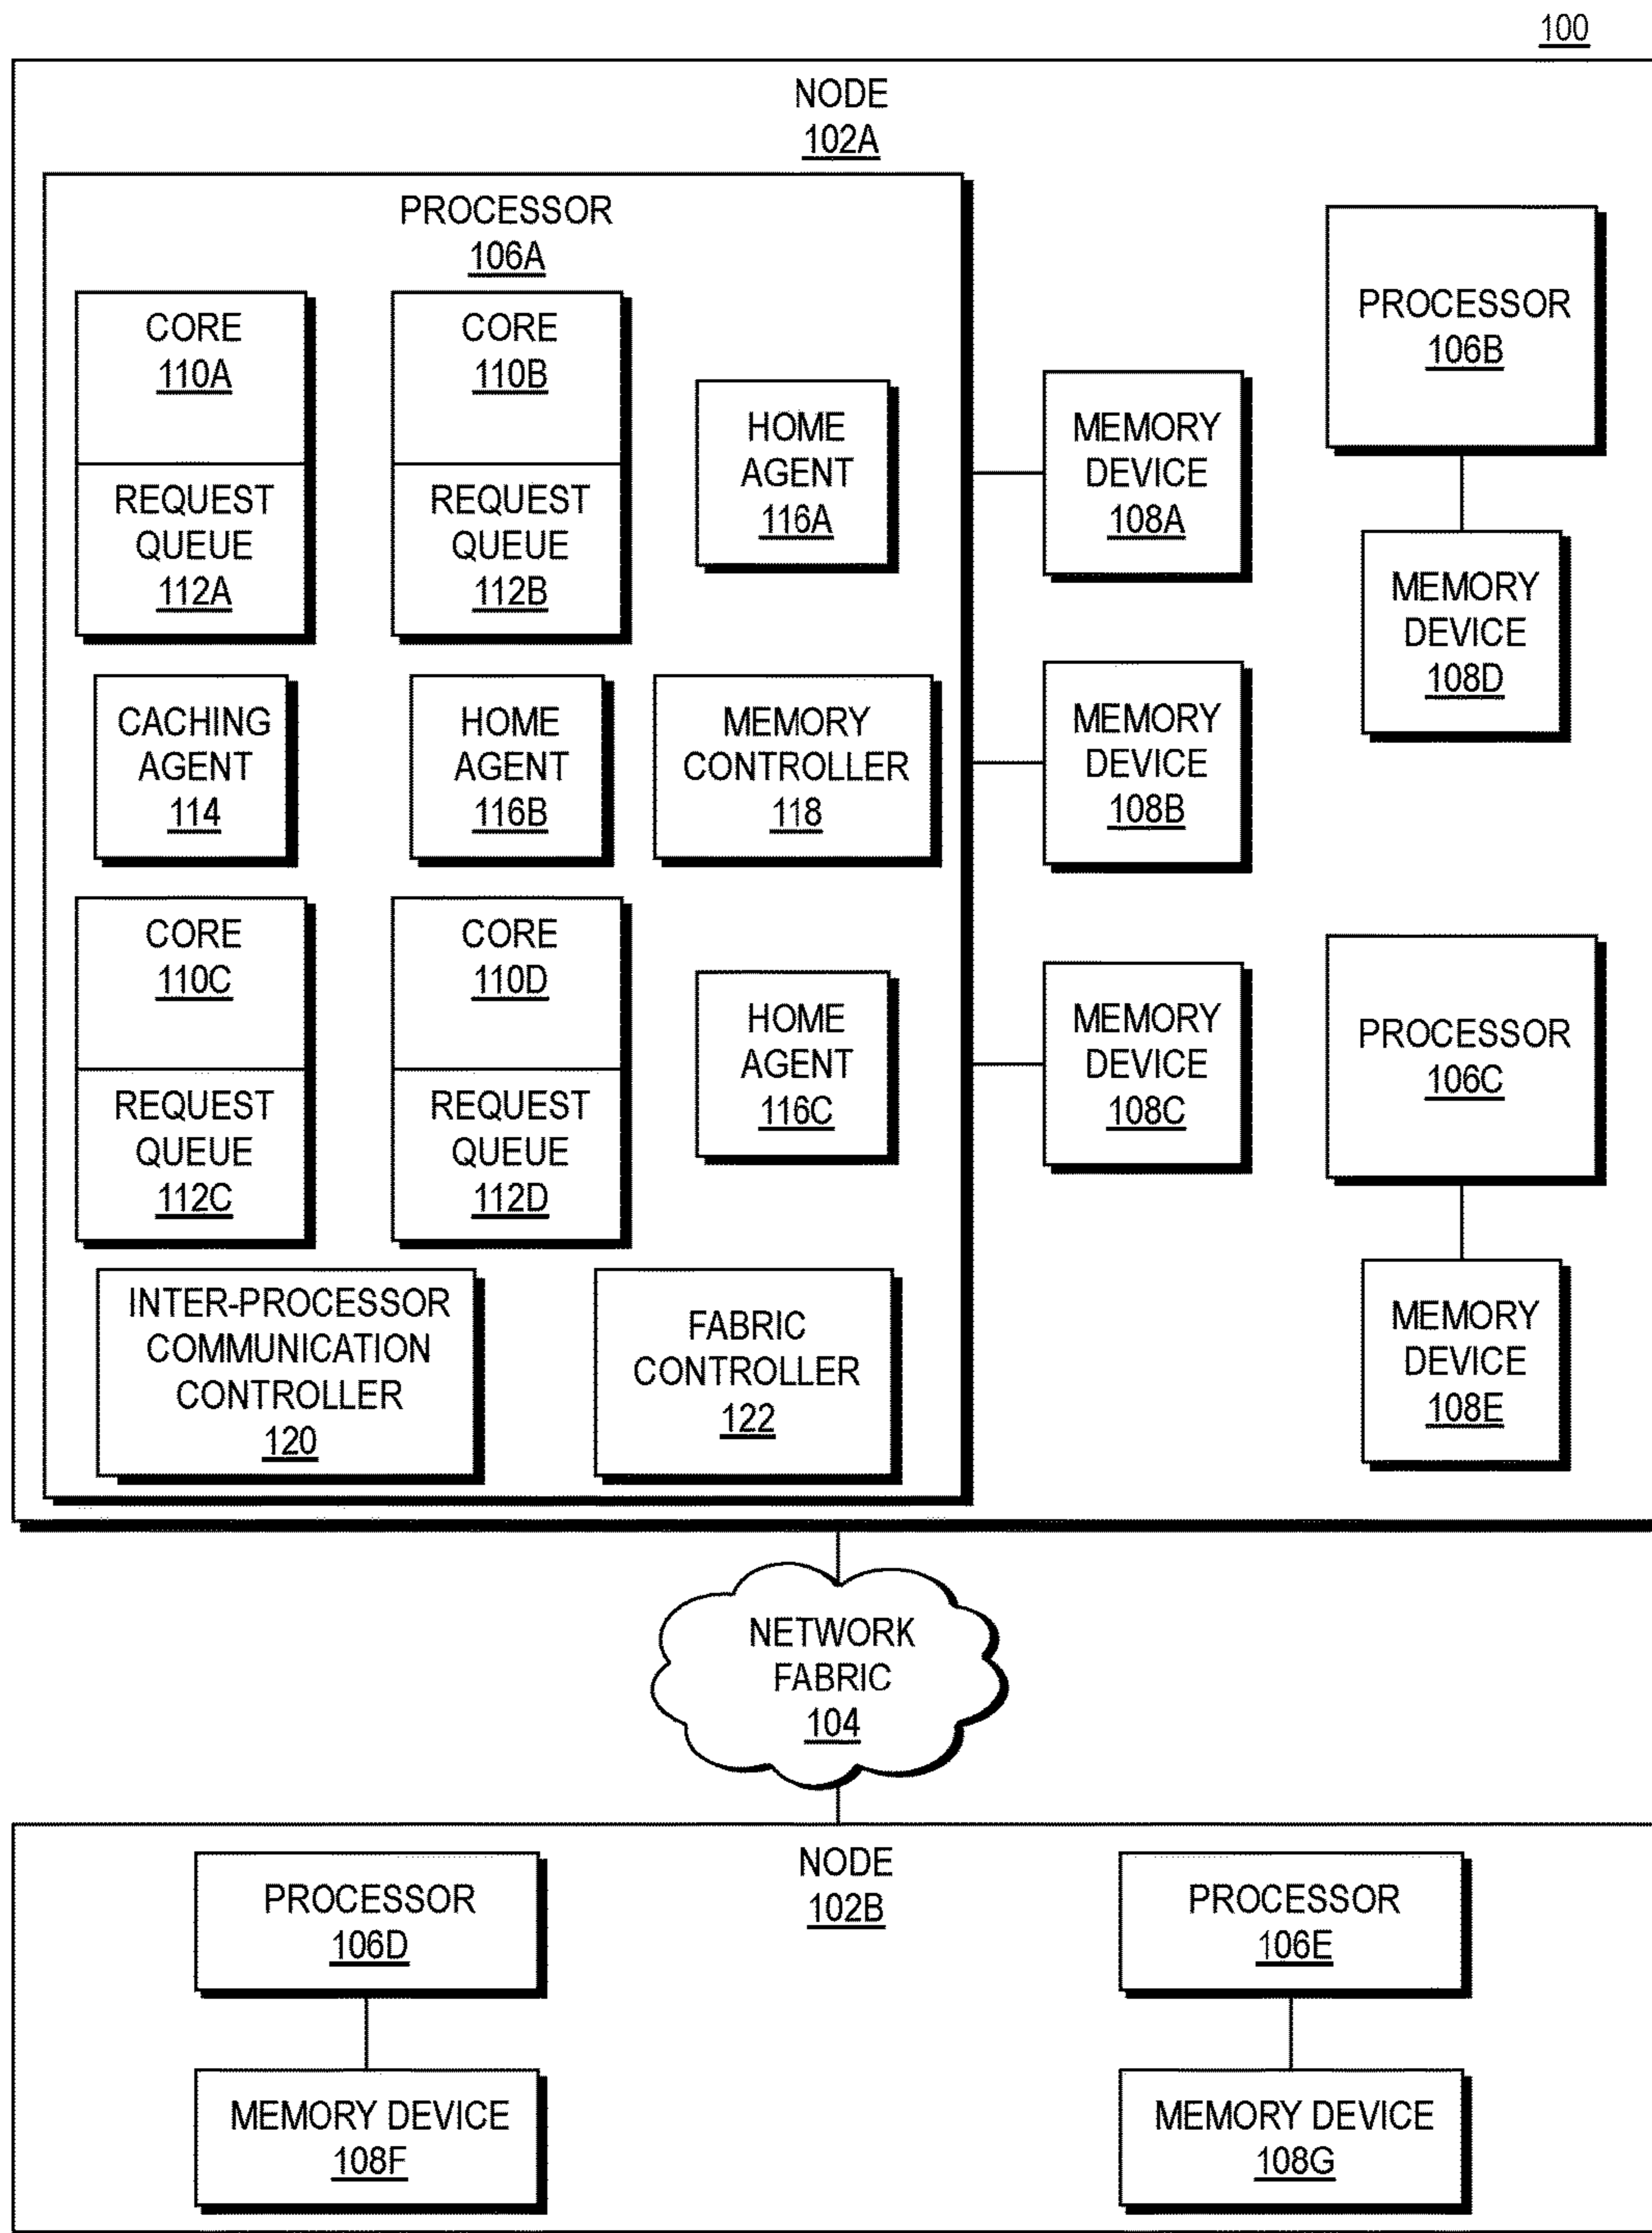 100
NODE
102A
PROCESSOR
106A
CORE
110A
REQUEST
QUEUE
112A
CORE
110B
REQUEST
QUEUE
112B
HOME
AGENT
116A
CACHING
AGENT
114
HOME
AGENT
116B
MEMORY
CONTROLLER
118
CORE
110C
REQUEST
QUEUE
112C
CORE
110D
REQUEST
QUEUE
112D
HOME
AGENT
116C
INTER-PROCESSOR
COMMUNICATION
CONTROLLER
120
FABRIC
CONTROLLER
122
MEMORY
DEVICE
108A
MEMORY
DEVICE
108B
MEMORY
DEVICE
108C
PROCESSOR
106B
MEMORY
DEVICE
108D
PROCESSOR
106C
MEMORY
DEVICE
108E
NETWORK
FABRIC
104
NODE
102B
PROCESSOR
106D
MEMORY DEVICE
108F
PROCESSOR
106E
MEMORY DEVICE
108G